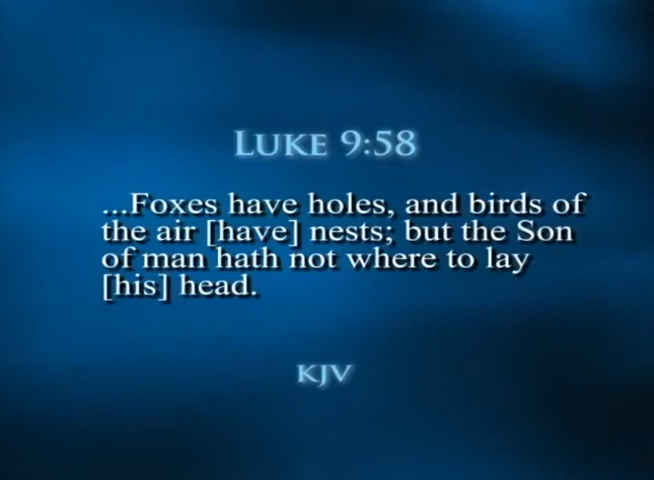 Luke 9:58
...Foxes have holes, and birds of
the air [have] nests; but the Son
of man hath not where to lay
[his] head.
KJV